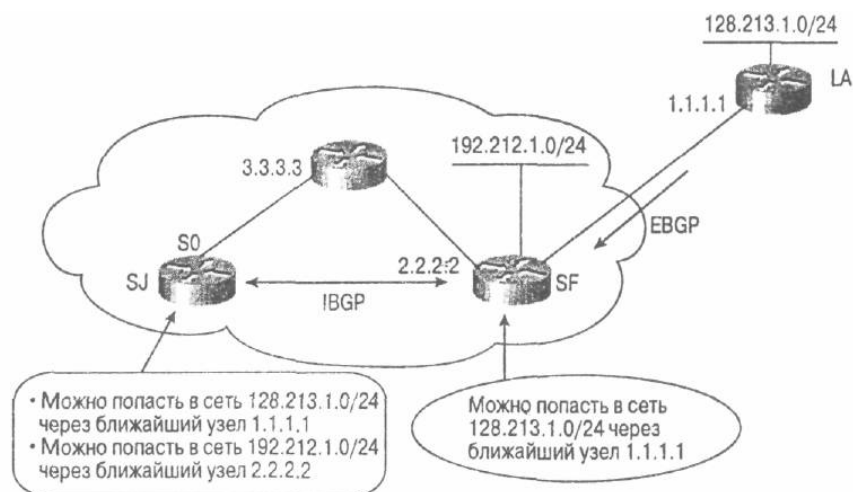 128.213.1.0/24
LA
1.1.1.1
192.212.1.0/24
3.3.3.3
EBGP
S0
2.2.2.2
SJ
SF
IBGP
• Можно попасть в сеть 128.213.1.0/24
через ближайший узел 1.1.1.1
• Можно попасть в сеть 192.212.1.0/24
через ближайший узел 2.2.2.2
Можно попасть в сеть
128.213.1.0/24 через
ближайший узел 1.1.1.1